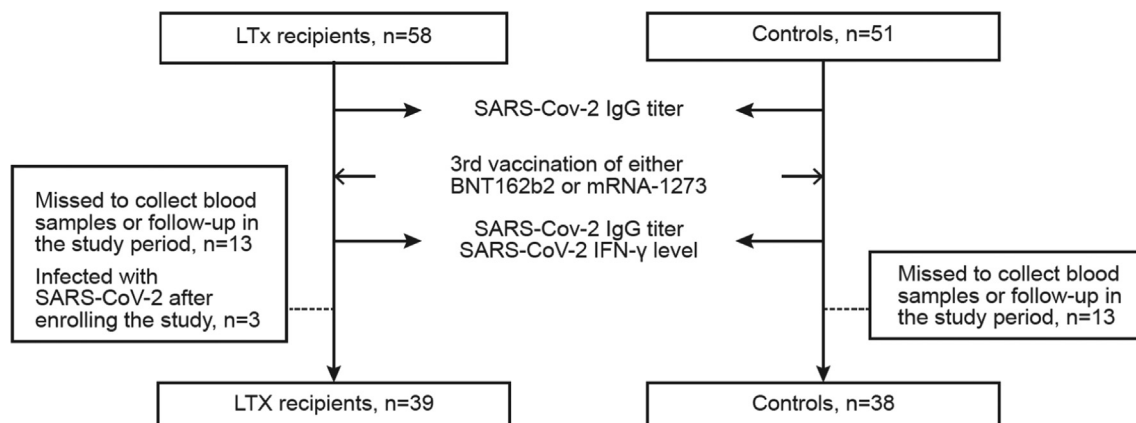 LTx recipients, n=58
Controls, n=51
SARS-Cov-2 IgG titer
3rd vaccination of either
BNT162b2 or mRNA-1273
Missed to collect blood
samples or follow-up in
the study period, n=13
Infected with
SARS-CoV-2 after
enrolling the study, n=3
SARS-Cov-2 IgG titer
SARS-CoV-2 IFN-γ level
Missed to collect blood
samples or follow-up in
the study period, n=13
LTX recipients, n=39
Controls, n=38